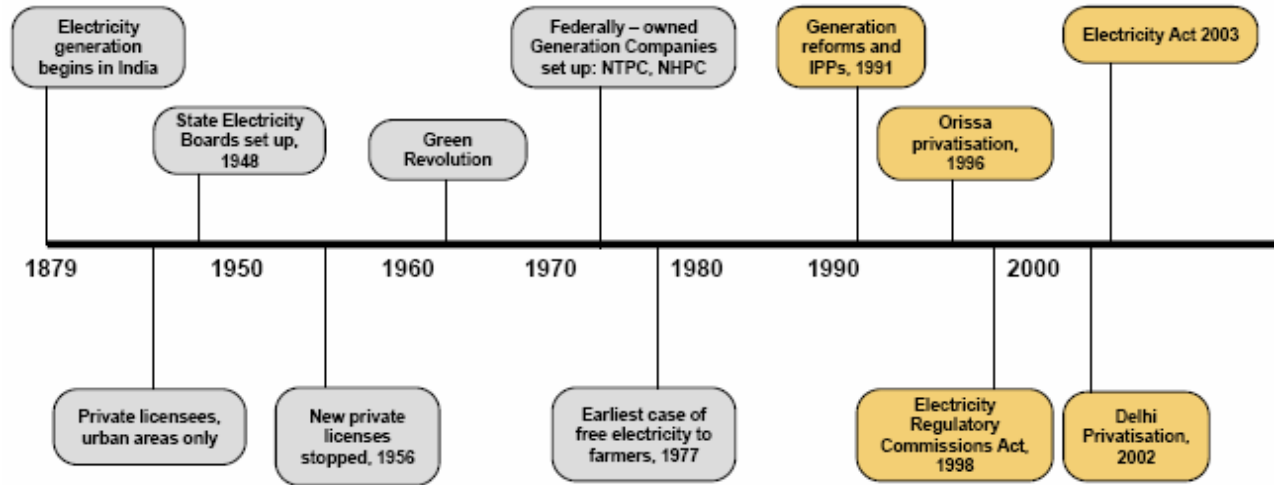 Electricity
generation
begins in India
Federally – owned
Generation Companies
set up: NTPC, NHPC
Generation
reforms and
IPPs, 1991
Electricity Act 2003
State Electricity
Boards set up,
1948
Green
Revolution
Orissa
privatisation,
1996
1879
1950
1960
1970
1980
1990
2000
Private licensees,
urban areas only
New private
licenses
stopped, 1956
Earliest case of
free electricity to
farmers, 1977
Electricity
Regulatory
Commissions Act,
1998
Delhi
Privatisation,
2002